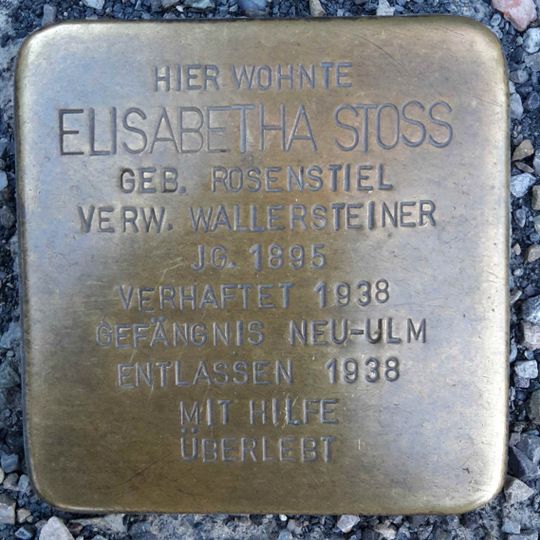 HIER WOHNTE
ELISABETHA STOSS
GEB. ROSENSTIEL
VERW. WALLERSTEINER
JG. 1895
VERHAFTET 1938
GEFÄNGNIS NEU-ULM
ENTLASSEN 1938
MIT HILFE
ÜBERLEBT